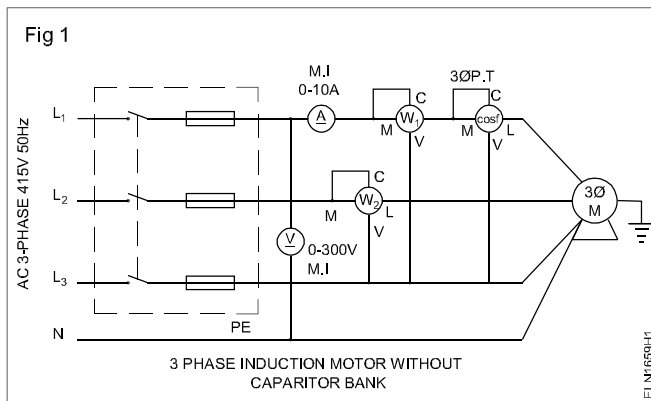 Fig 1
M.I
0-10A
3ØP.T
C
C
L₁
A
M
W₁
M
cosf
L
V
V
AC 3-PHASE 415V 50Hz
C
L₂
M
W₂
L
V
3Ø
M
V
0-300V
M.I
L₃
N
PE
3 PHASE INDUCTION MOTOR WITHOUT
CAPARITOR BANK
ELN1659H1